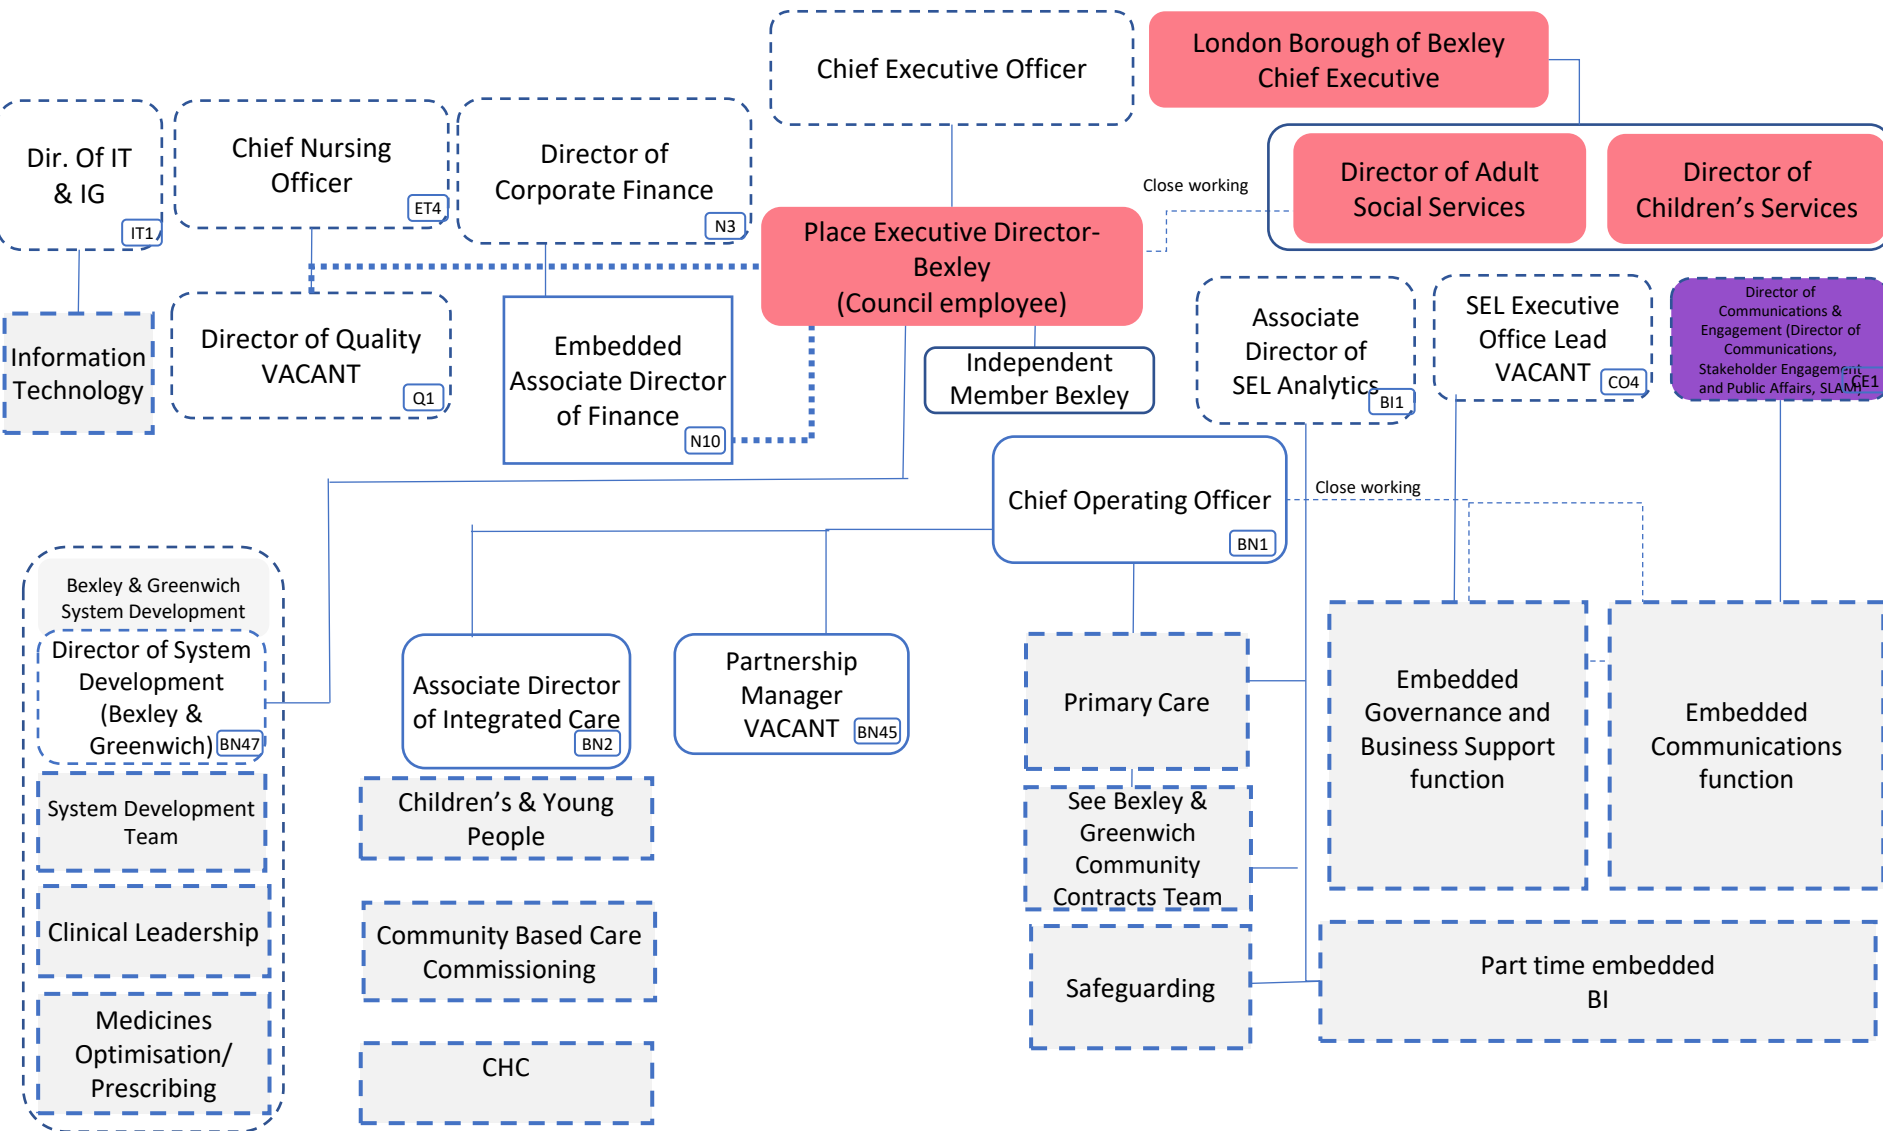 Chief Executive Officer
London Borough of Bexley
Chief Executive
Dir. Of IT
& IG
IT1
Chief Nursing
Officer
ET4
Director of
Corporate Finance
N3
Close working
Director of Adult
Social Services
Director of
Children’s Services
Place Executive Director-
Bexley
(Council employee)
Information
Technology
Director of Quality
VACANT
Q1
Embedded
Associate Director
of Finance
N10
Independent
Member Bexley
Associate
Director of
SEL Analytics
BI1
SEL Executive
Office Lead
VACANT
CO4
Director of
Communications &
Engagement (Director of
Communications,
Stakeholder Engagement
and Public Affairs, SLAM)
CE1
Chief Operating Officer
BN1
Close working
Bexley & Greenwich
System Development
Director of System
Development
(Bexley &
Greenwich)
BN47
System Development
Team
Clinical Leadership
Medicines
Optimisation/
Prescribing
Associate Director
of Integrated Care
BN2
Children’s & Young
People
Community Based Care
Commissioning
CHC
Partnership
Manager
VACANT
BN45
Primary Care
See Bexley &
Greenwich
Community
Contracts Team
Safeguarding
Embedded
Governance and
Business Support
function
Embedded
Communications
function
Part time embedded
BI